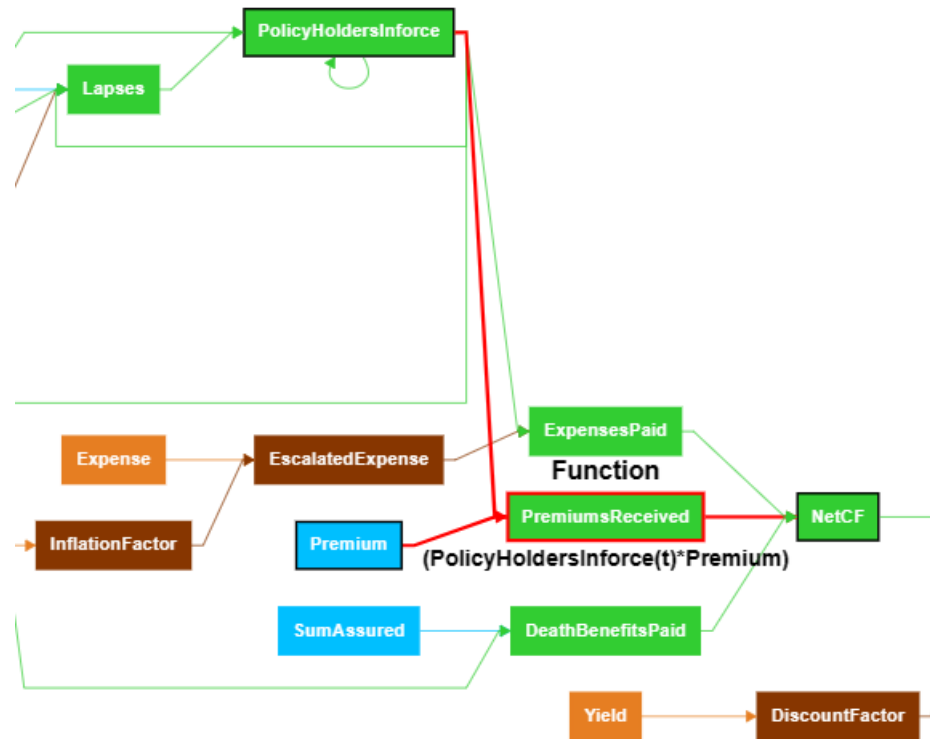 PolicyHoldersInforce
Lapses
ExpensesPaid
Expense
EscalatedExpense
Function
PremiumsReceived
NetCF
Premium
InflationFactor
(PolicyHoldersInforce(t)*Premium)
SumAssured
DeathBenefitsPaid
Yield
DiscountFactor